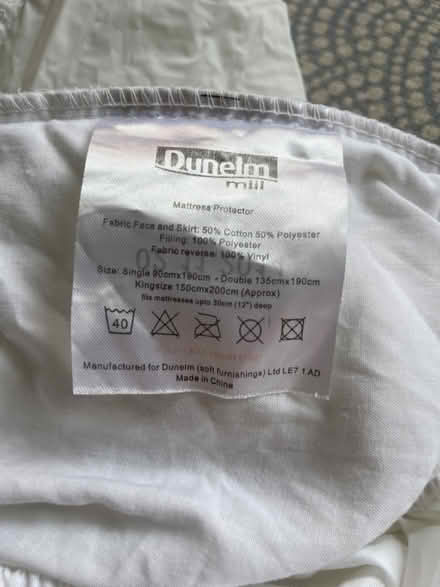 Dunelm
mill
Mattress Protector
Fabric Face and Skirt: 50% Cotton 50% Polyester
Filling: 100% Polyester
Fabric reverse: 100% Vinyl
Size: Single 90cmx190cm - Double 135cmx190cm
Kingsize 150cmx200cm (Approx)
fits mattresses upto 30cm (12") deep
40
Manufactured for Dunelm (soft furnishings) Ltd LE7 1AD
Made in China